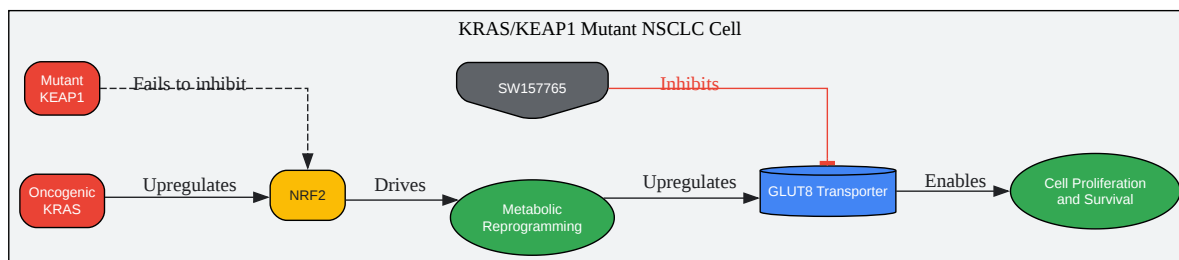 KRAS/KEAP1 Mutant NSCLC Cell
Mutant
KEAP1
Fails to inhibit
SW157765
Inhibits
Oncogenic
KRAS
Upregulates
NRF2
Drives
Metabolic
Reprogramming
Upregulates
GLUT8 Transporter
Enables
Cell Proliferation
and Survival